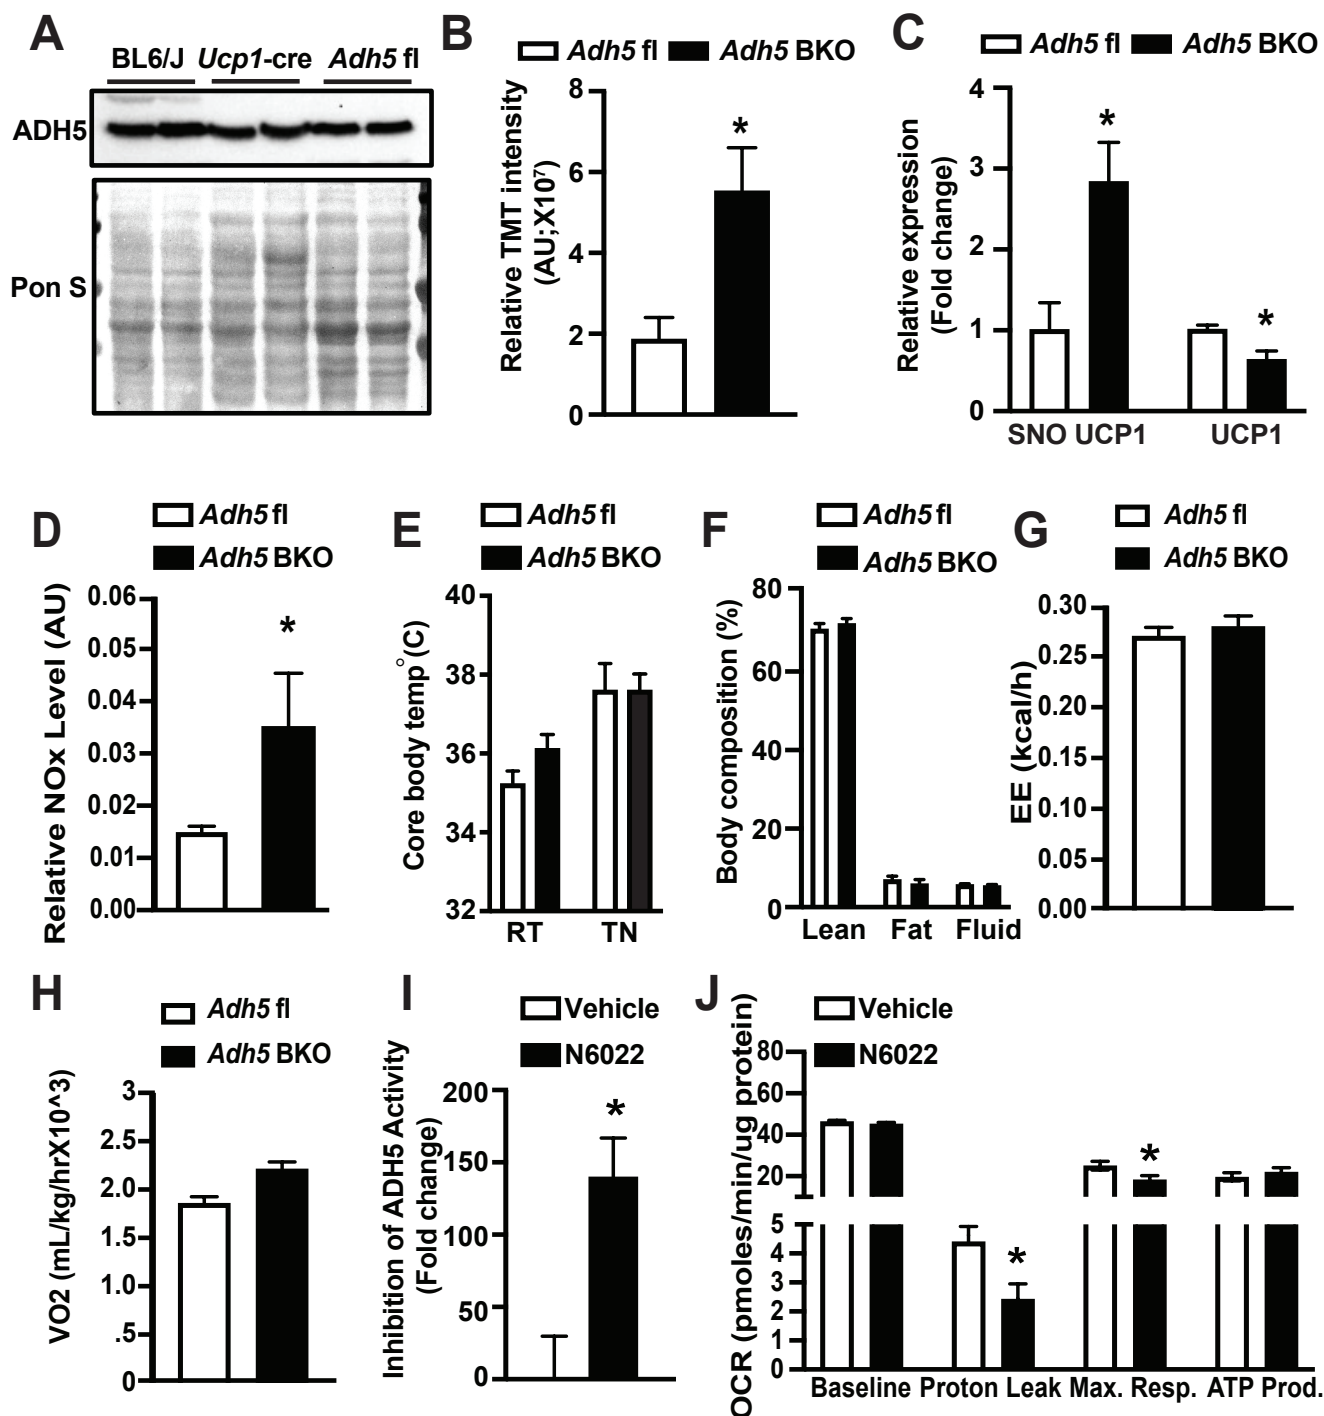 A
BL6/J Ucp1-cre Adh5 fl
ADH5
Pon S
B
Adh5 fl Adh5 BKO
Relative TMT intensity
(AU;X10⁷)
8
6
4
2
0
*
C
Adh5 fl Adh5 BKO
Relative expression
(Fold change)
4
3
2
1
0
*
*
SNO UCP1 UCP1
D
Adh5 fl
Adh5 BKO
Relative NOx Level (AU)
0.06
0.05
0.04
0.03
0.02
0.01
0.00
*
E
Adh5 fl
Adh5 BKO
Core body temp°(C)
40
38
36
34
32
RT TN
F
Adh5 fl
Adh5 BKO
Body composition (%)
80
60
40
20
0
Lean Fat Fluid
G
Adh5 fl
Adh5 BKO
EE (kcal/h)
0.30
0.25
0.20
0.15
0.10
0.05
0.00
H
Adh5 fl
Adh5 BKO
VO2 (mL/kg/hrX10^3)
3
2.5
2.0
1.5
1.0
.5
0
I
Vehicle
N6022
Inhibition of ADH5 Activity
(Fold change)
200
150
100
50
0
*
J
Vehicle
N6022
OCR (pmoles/min/ug protein)
80
60
40
20
5
4
3
2
1
0
*
*
Baseline Proton Leak Max. Resp. ATP Prod.